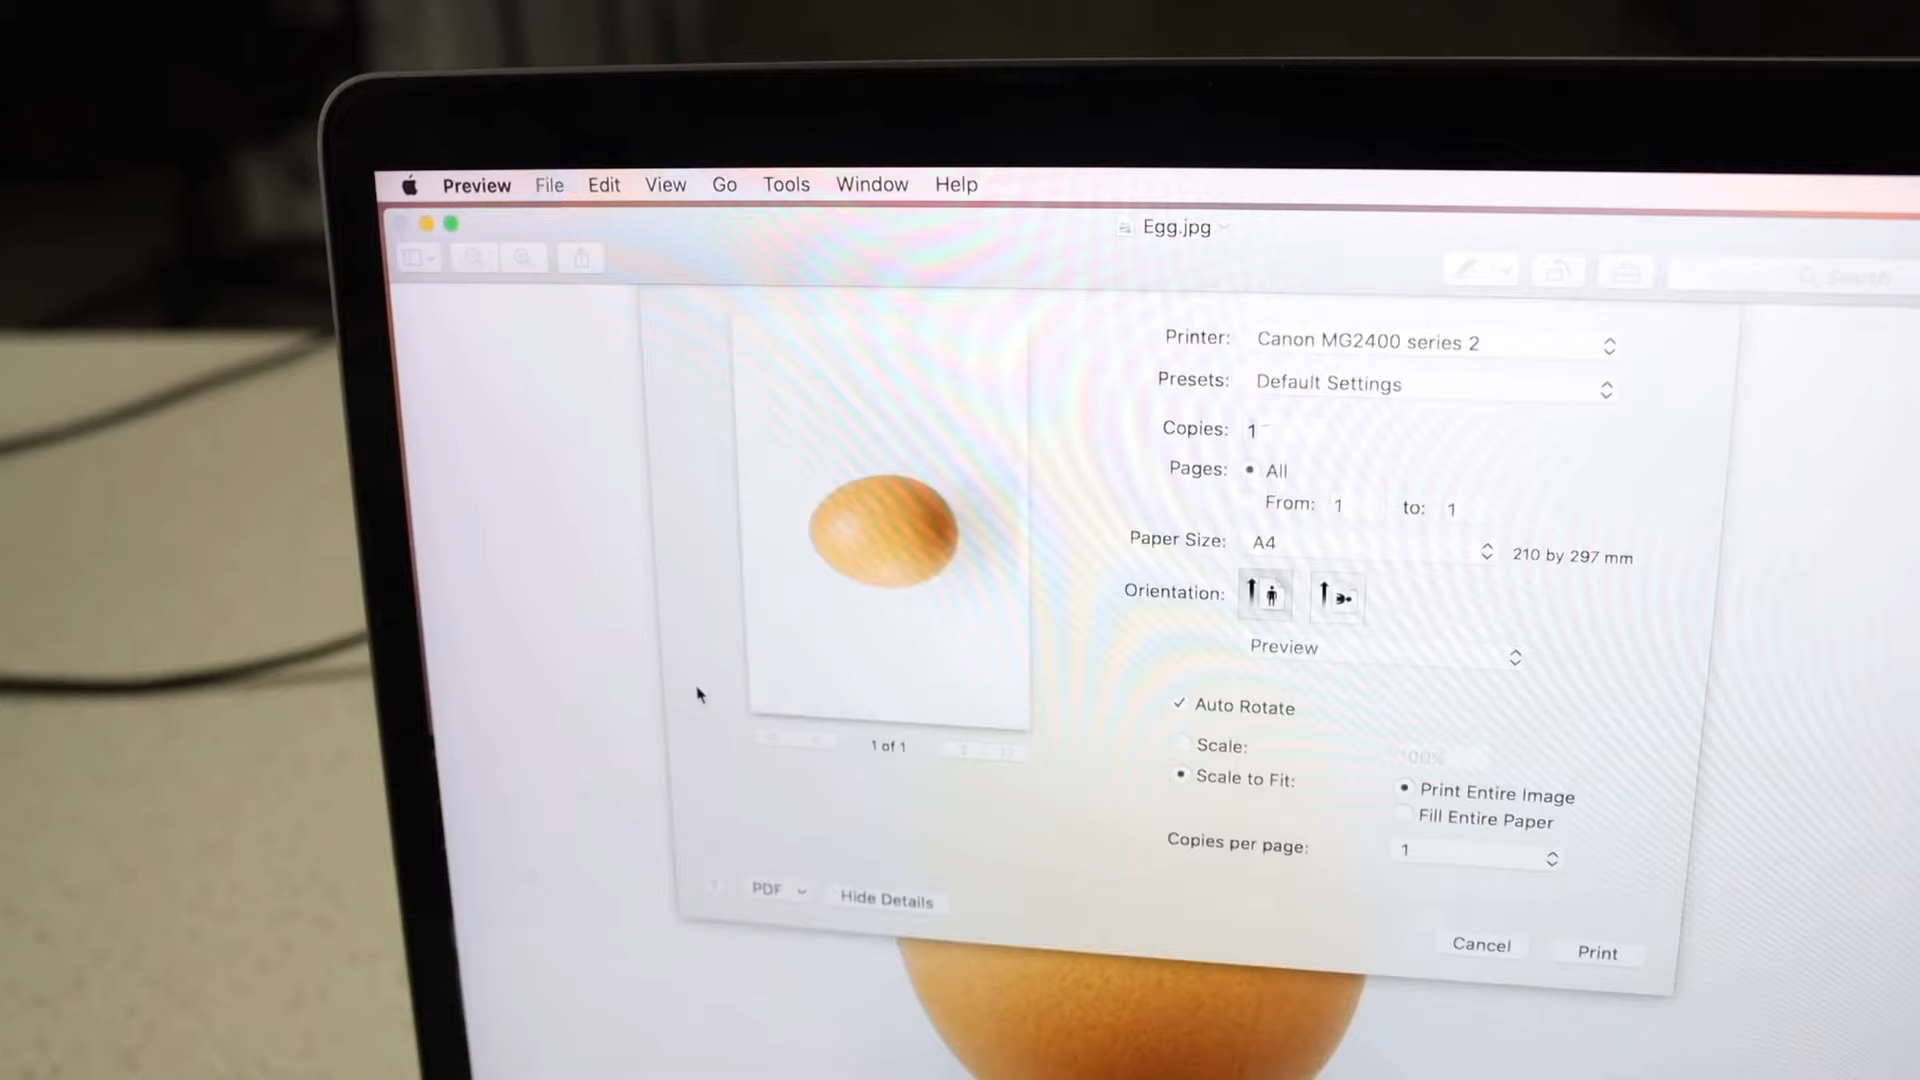 Preview File Edit View Go Tools Window Help
Egg.jpg
Search
Printer: Canon MG2400 series 2
Presets: Default Settings
Copies: 1
Pages: All
From: 1 to: 1
Paper Size: A4 210 by 297 mm
Orientation:
Preview
Auto Rotate
Scale: 100%
Scale to Fit: Print Entire Image
Fill Entire Paper
Copies per page: 1
1 of 1
? PDF Hide Details
Cancel Print